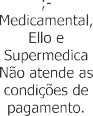 ;-
Medicamental,
Ello e
Supermedica
Não atende as
condições de
pagamento.